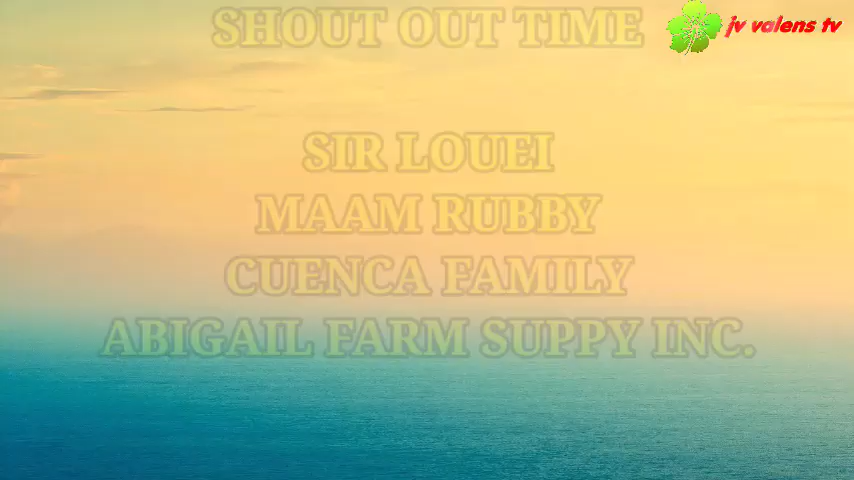 SHOUT OUT TIME
jv valens tv
SIR LOUEI
MAAM RUBBY
CUENCA FAMILY
ABIGAIL FARM SUPPY INC.